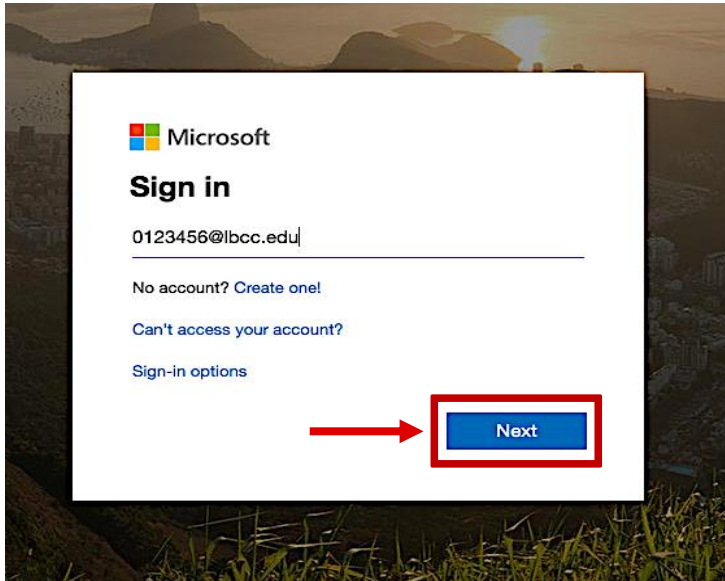 Microsoft
Sign in
0123456@lbcc.edu
No account? Create one!
Can't access your account?
Sign-in options
Next